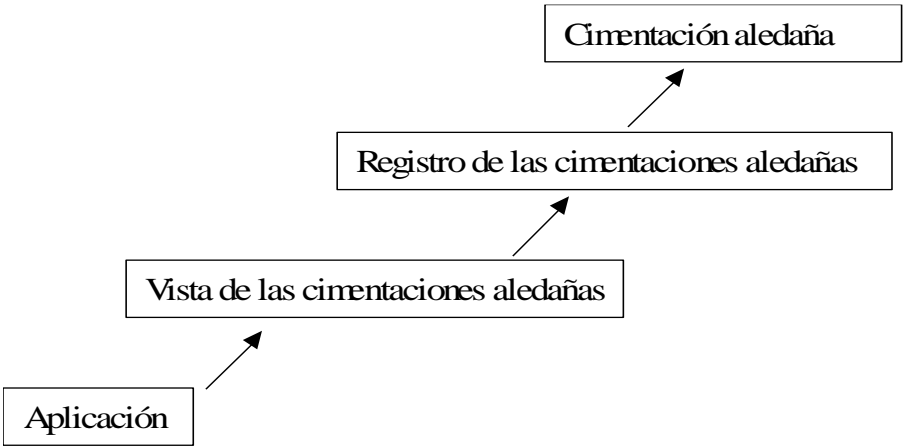 Cimentación aledaña
Registro de las cimentaciones aledañas
Vista de las cimentaciones aledañas
Aplicación